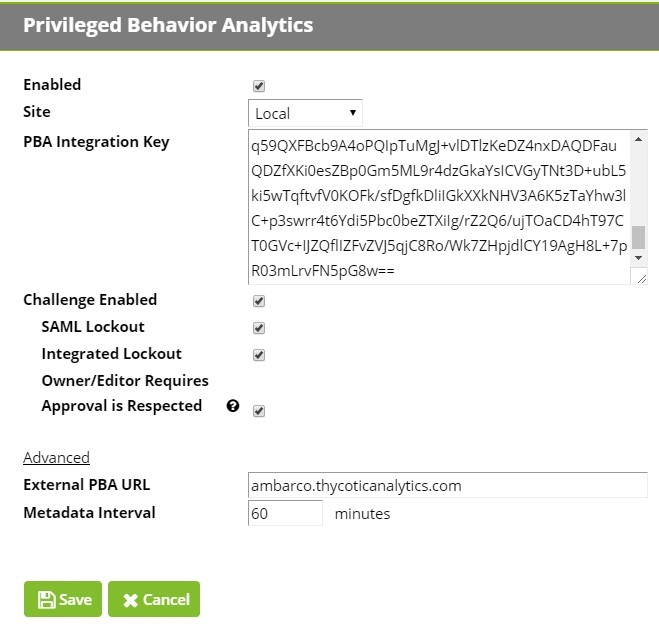 Privileged Behavior Analytics
Enabled
Site Local
PBA Integration Key
q59QXFBcb9A4oPQIpTuMgJ+vlDTlzKeDZ4nxDAQDFau
QDZfXKi0esZBp0Gm5ML9r4dzGkaYsICVGyTNt3D+ubL5
ki5wTqftvfV0KOFk/sfDgfkDliIGkXXkNHV3A6K5zTaYhw3l
C+p3swrr4t6Ydi5Pbc0beZTXiIg/rZ2Q6/ujTOaCD4hT97C
T0GVc+IJZQflIZFvZVJ5qjC8Ro/Wk7ZHpjdlCY19AgH8L+7p
R03mLrvFN5pG8w==
Challenge Enabled
SAML Lockout
Integrated Lockout
Owner/Editor Requires
Approval is Respected ?
Advanced
External PBA URL ambarco.thycoticanalytics.com
Metadata Interval 60 minutes
Save Cancel